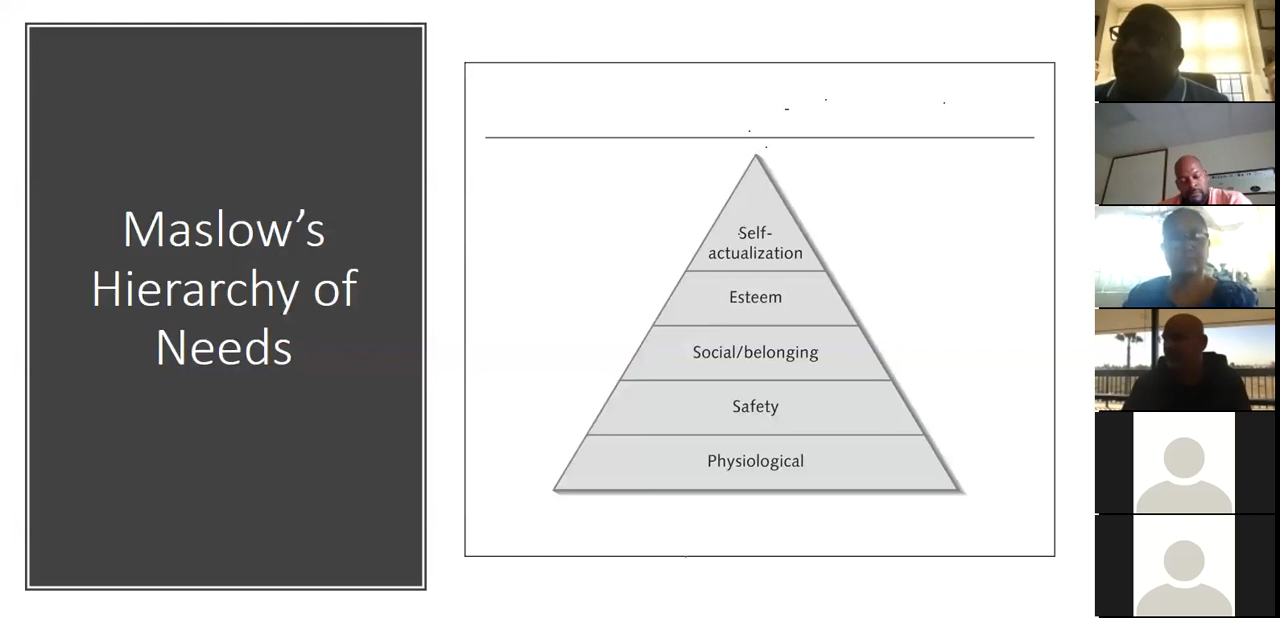 Maslow's
Hierarchy of
Needs
Self-
actualization
Esteem
Social/belonging
Safety
Physiological